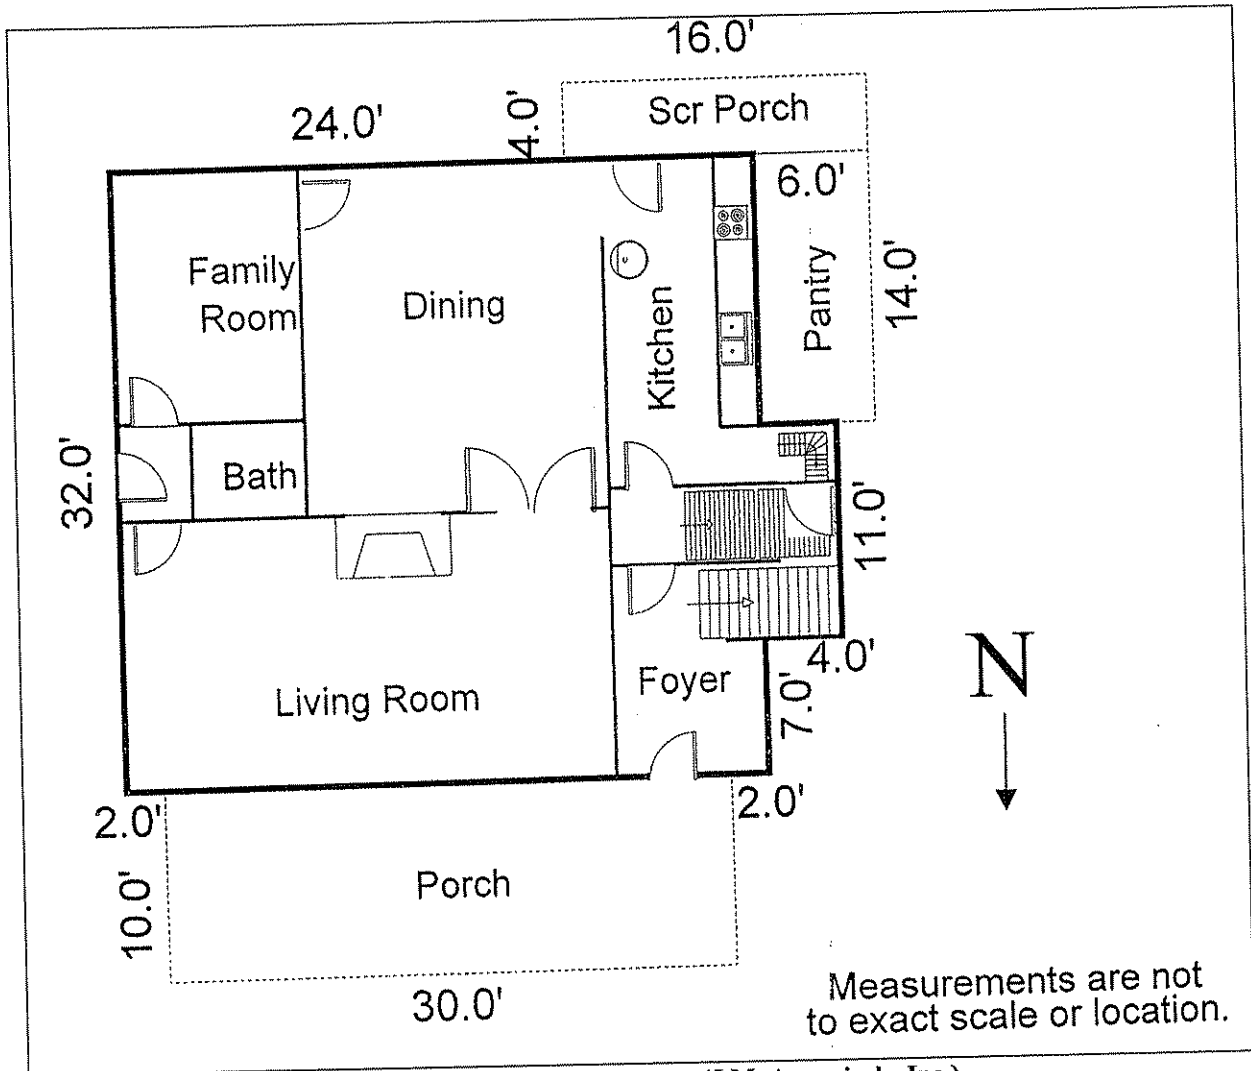 16.0'
Scr Porch
24.0'
4.0'
6.0'
Family
Room
Dining
Kitchen
Pantry
14.0'
32.0'
Bath
11.0'
Living Room
Foyer
4.0'
7.0'
N
2.0'
2.0'
10.0'
Porch
30.0'
Measurements are not
to exact scale or location.